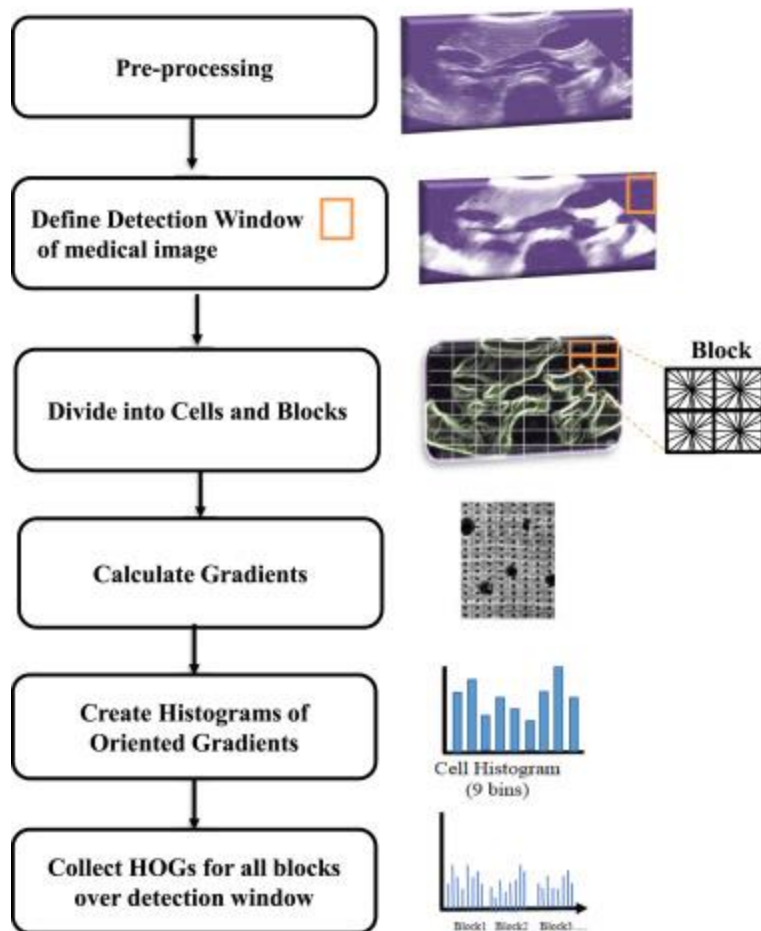 Pre-processing
Define Detection Window
of medical image
Divide into Cells and Blocks
Block
Calculate Gradients
Create Histograms of
Oriented Gradients
Cell Histogram
(9 bins)
Collect HOGs for all blocks
over detection window
Block1 Block2 Block3....